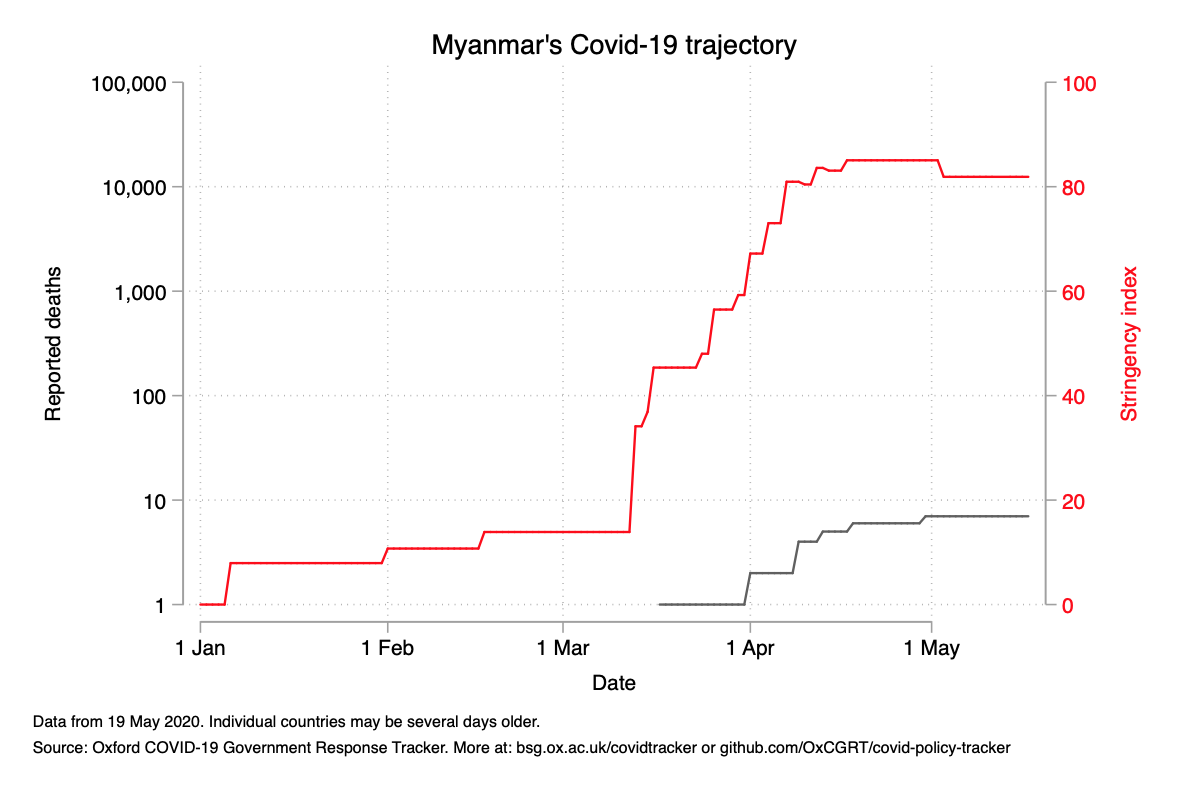 Myanmar's Covid-19 trajectory
100,000
10,000
1,000
100
10
1
Reported deaths
100
80
60
40
20
0
Stringency index
1 Jan
1 Feb
1 Mar
1 Apr
1 May
Date
Data from 19 May 2020. Individual countries may be several days older.
Source: Oxford COVID-19 Government Response Tracker. More at: bsg.ox.ac.uk/covidtracker or github.com/OxCGRT/covid-policy-tracker